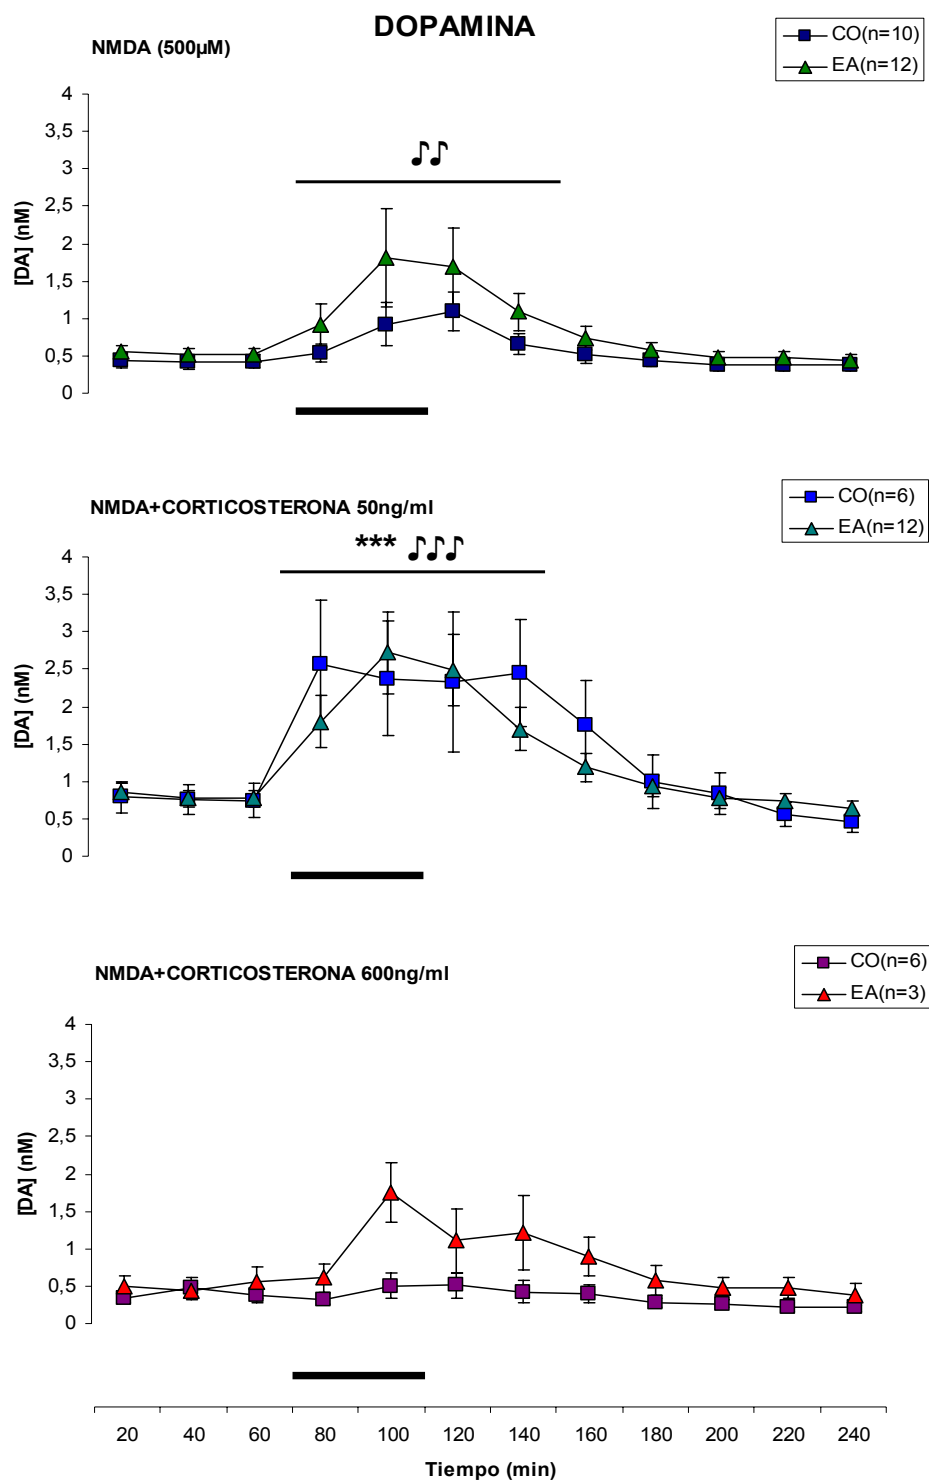 DOPAMINA
NMDA (500µM)
CO(n=10)
EA(n=12)
4
3,5
3
2,5
2
1,5
1
0,5
0
[DA] (nM)
♪♪
NMDA+CORTICOSTERONA 50ng/ml
CO(n=6)
EA(n=12)
*** ♪♪♪
4
3,5
3
2,5
2
1,5
1
0,5
0
[DA] (nM)
NMDA+CORTICOSTERONA 600ng/ml
CO(n=6)
EA(n=3)
4
3,5
3
2,5
2
1,5
1
0,5
0
[DA] (nM)
20 40 60 80 100 120 140 160 180 200 220 240
Tiempo (min)